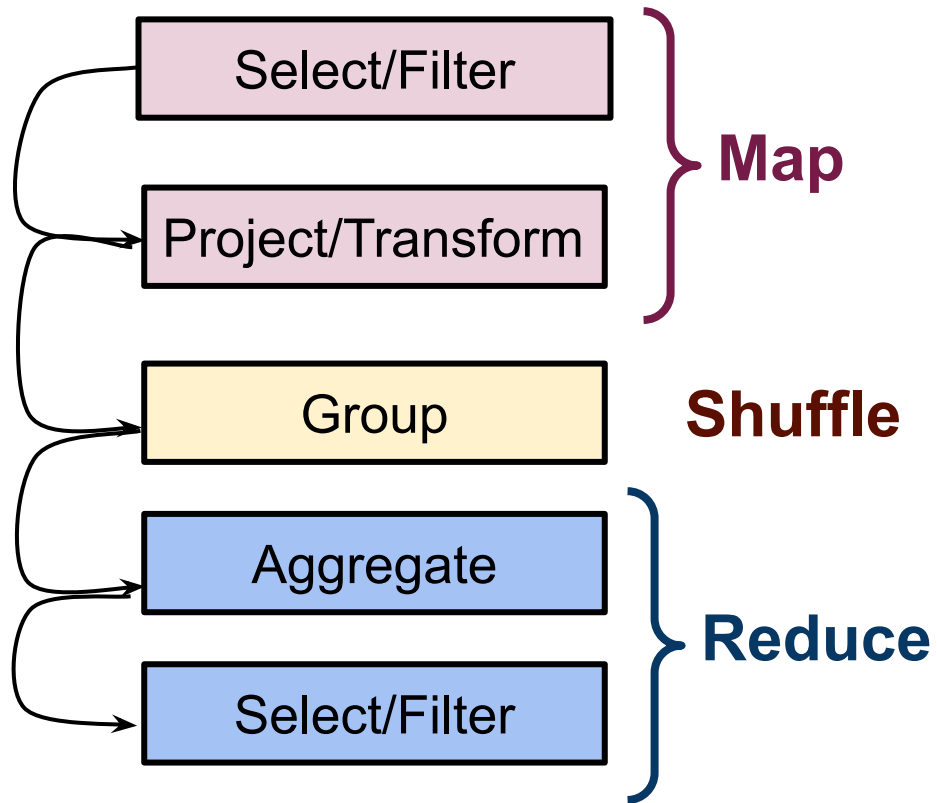 Select/Filter
Map
Project/Transform
Group
Shuffle
Aggregate
Reduce
Select/Filter